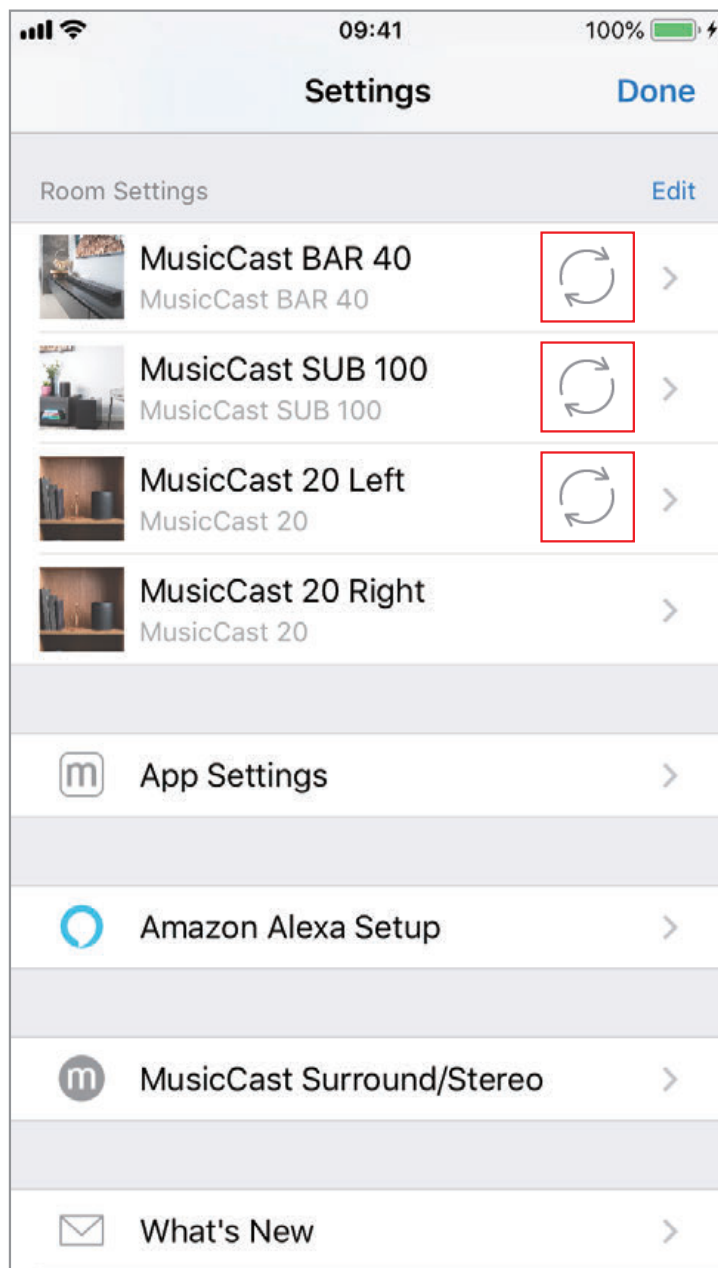 09:41
100%
Settings
Done
Room Settings
Edit
MusicCast BAR 40
MusicCast BAR 40
MusicCast SUB 100
MusicCast SUB 100
MusicCast 20 Left
MusicCast 20
MusicCast 20 Right
MusicCast 20
m App Settings
Amazon Alexa Setup
m MusicCast Surround/Stereo
What's New